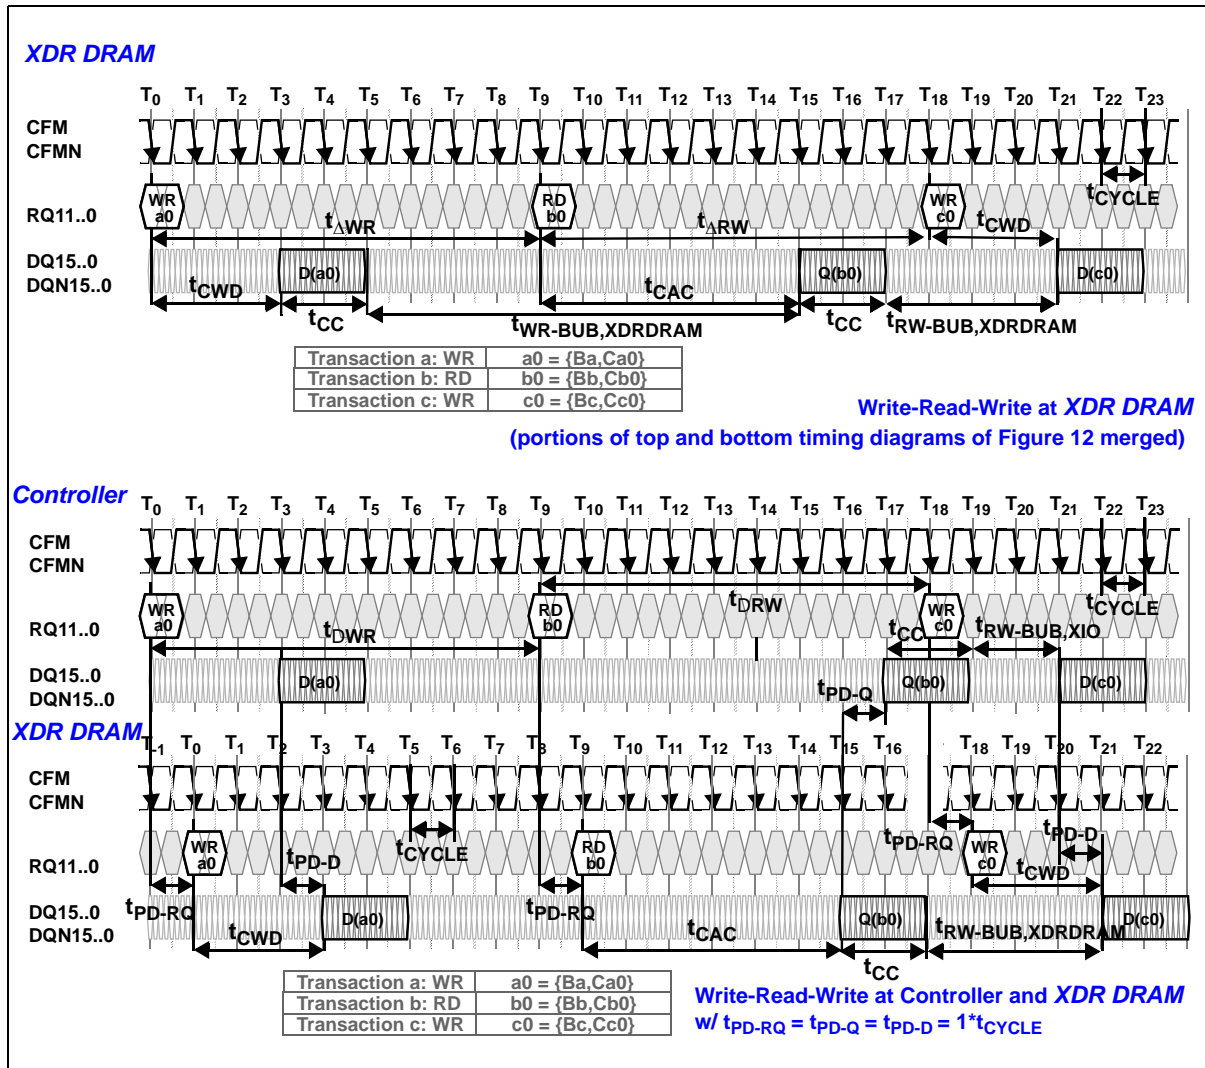 XDR DRAM
T0 T1 T2 T3 T4 T5 T6 T7 T8 T9 T10 T11 T12 T13 T14 T15 T16 T17 T18 T19 T20 T21 T22 T23
CFM
CFMN
tCYCLE
RQ11..0 WR a0 RD b0 WR c0
tΔWR tΔRW tCWD
DQ15..0
DQN15..0 D(a0) Q(b0) D(c0)
tCWD tCAC
tCC tWR-BUB,XDRDRAM tCC tRW-BUB,XDRDRAM
Transaction a: WR a0 = {Ba,Ca0}
Transaction b: RD b0 = {Bb,Cb0}
Transaction c: WR c0 = {Bc,Cc0}
Write-Read-Write at XDR DRAM
(portions of top and bottom timing diagrams of Figure 12 merged)
Controller
T0 T1 T2 T3 T4 T5 T6 T7 T8 T9 T10 T11 T12 T13 T14 T15 T16 T17 T18 T19 T20 T21 T22 T23
CFM
CFMN
tDRW tCYCLE
RQ11..0 WR a0 RD b0 WR c0
tDWR tCC tRW-BUB,XIO
DQ15..0
DQN15..0 D(a0) Q(b0) D(c0)
tPD-Q
XDR DRAM
T-1 T0 T1 T2 T3 T4 T5 T6 T7 T8 T9 T10 T11 T12 T13 T14 T15 T16 T18 T19 T20 T21 T22
CFM
CFMN
RQ11..0 WR a0 RD b0 WR c0
tPD-D tCYCLE tPD-RQ tPD-D
tCWD
tPD-RQ tPD-RQ
DQ15..0
DQN15..0 D(a0) Q(b0) D(c0)
tCWD tCAC tRW-BUB,XDRDRAM
tCC
Transaction a: WR a0 = {Ba,Ca0}
Transaction b: RD b0 = {Bb,Cb0}
Transaction c: WR c0 = {Bc,Cc0}
Write-Read-Write at Controller and XDR DRAM
w/ tPD-RQ = tPD-Q = tPD-D = 1*tCYCLE